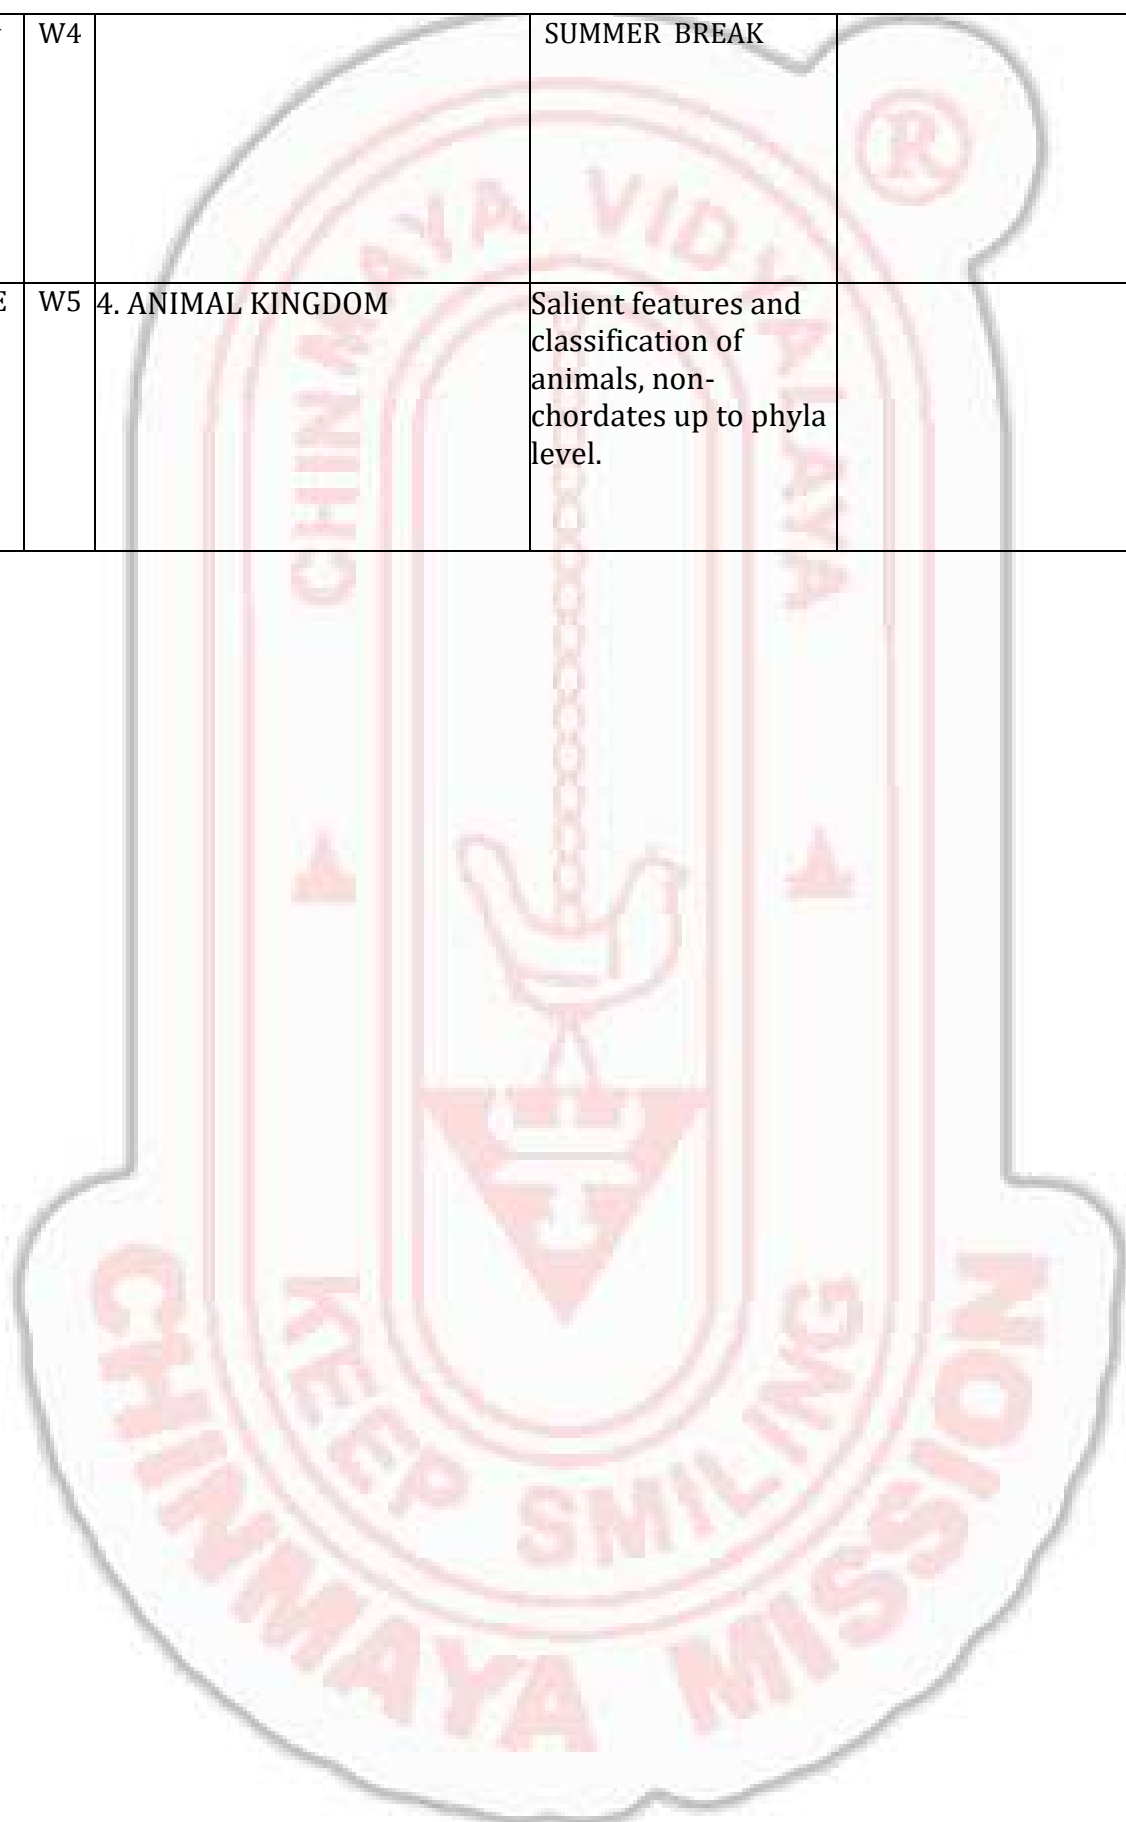 W4 SUMMER BREAK
E W5 4. ANIMAL KINGDOM Salient features and
classification of
animals, non-
chordates up to phyla
level.
®
CHINMAYA VIDYALAYA
KEEP SMILING
CHINMAYA MISSION